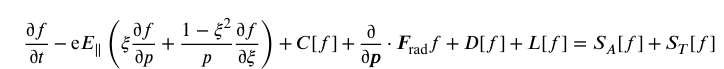 ∂f/∂t − eE∥ ( ξ ∂f/∂p + (1 − ξ²)/p ∂f/∂ξ ) + C[f] + ∂/∂𝒑 · 𝑭_rad f + D[f] + L[f] = S_A[f] + S_T[f]